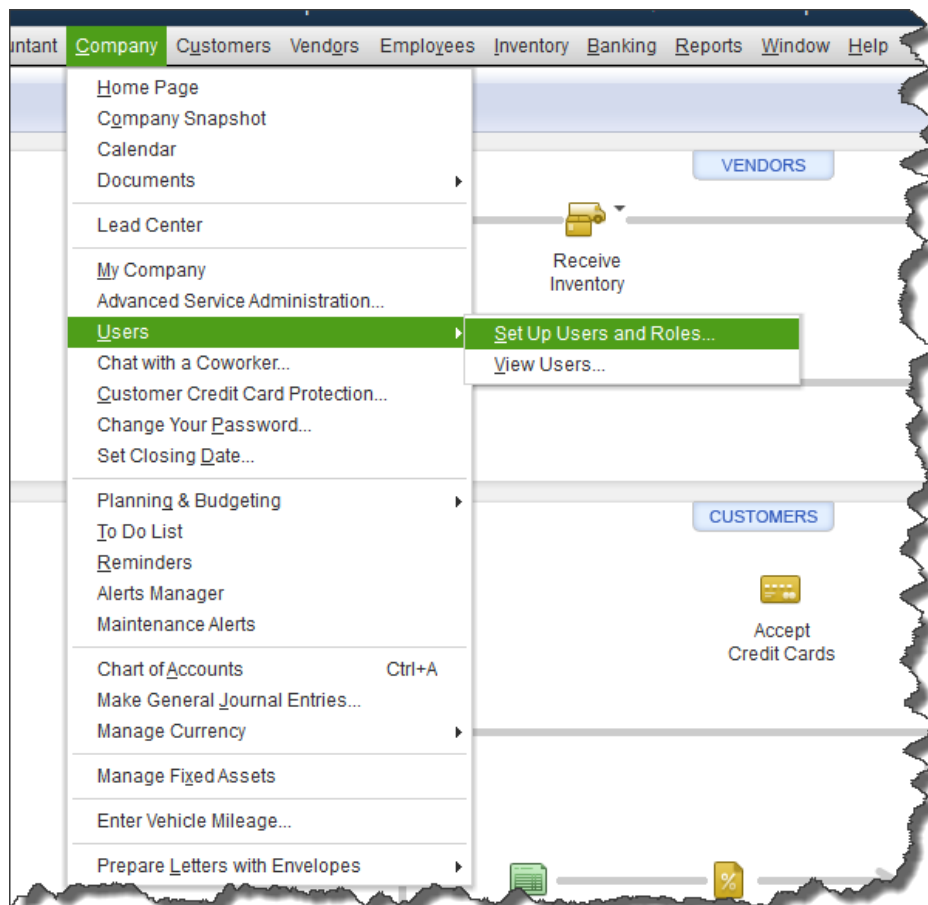 ntant Company Customers Vendors Employees Inventory Banking Reports Window Help
Home Page
Company Snapshot
Calendar
Documents
Lead Center
My Company
Advanced Service Administration...
Users
Chat with a Coworker...
Customer Credit Card Protection...
Change Your Password...
Set Closing Date...
Planning & Budgeting
To Do List
Reminders
Alerts Manager
Maintenance Alerts
Chart of Accounts Ctrl+A
Make General Journal Entries...
Manage Currency
Manage Fixed Assets
Enter Vehicle Mileage...
Prepare Letters with Envelopes
Set Up Users and Roles...
View Users...
VENDORS
Receive
Inventory
CUSTOMERS
Accept
Credit Cards
%